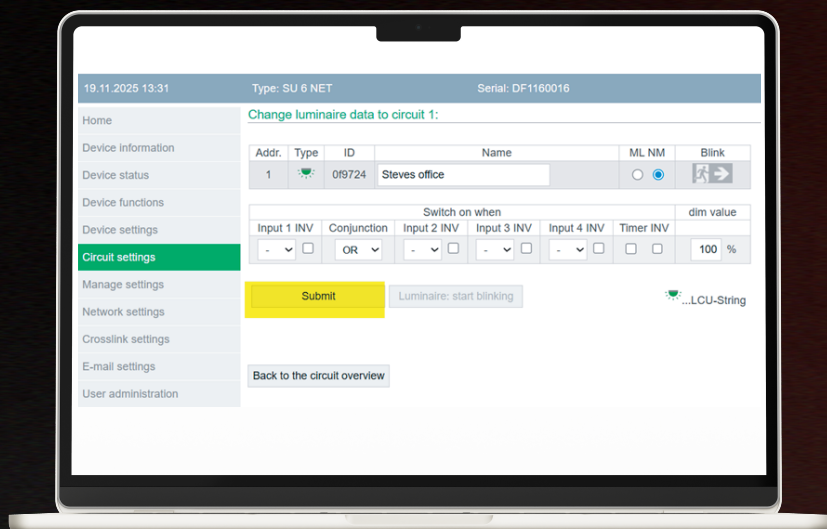 19.11.2025 13:31 Type: SU 6 NET Serial: DF1160016
Home
Device information
Device status
Device functions
Device settings
Circuit settings
Manage settings
Network settings
Crosslink settings
E-mail settings
User administration
Change luminaire data to circuit 1:
Addr. Type ID Name ML NM Blink
1 0f9724 Steves office
Switch on when dim value
Input 1 INV Conjunction Input 2 INV Input 3 INV Input 4 INV Timer INV
- OR - - - 100 %
Submit Luminaire: start blinking
...LCU-String
Back to the circuit overview